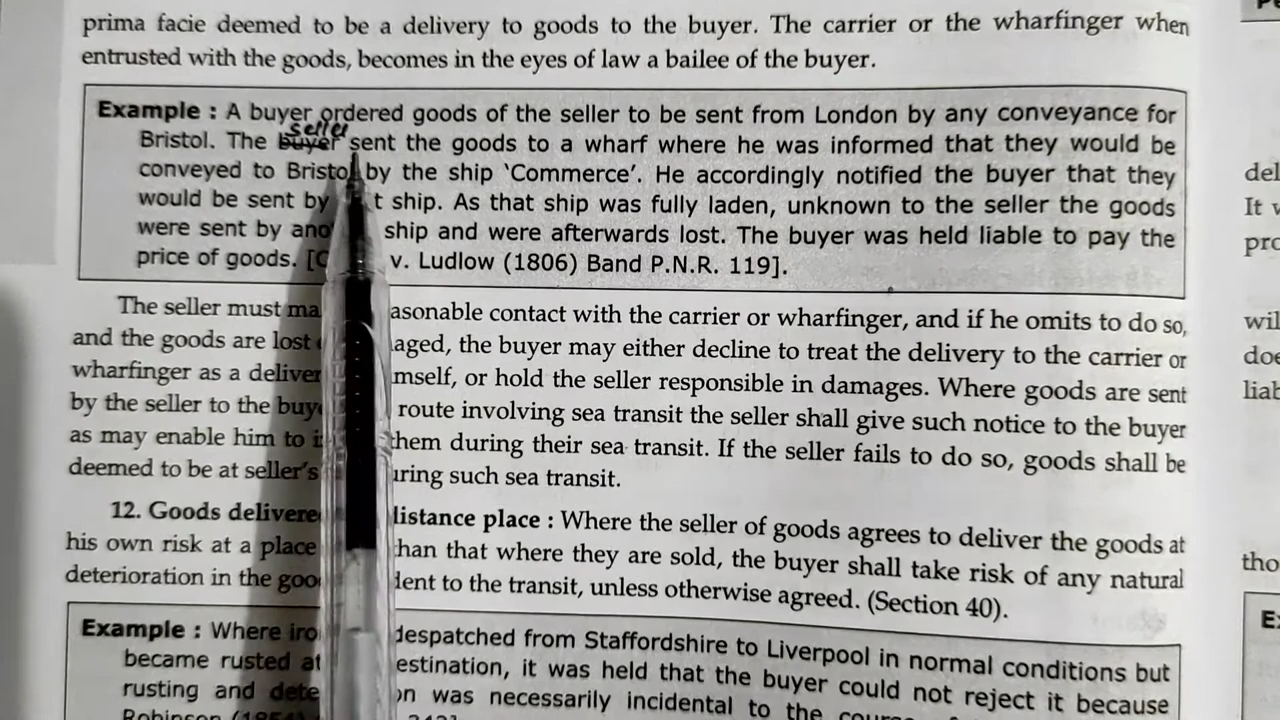 prima facie deemed to be a delivery to goods to the buyer. The carrier or the wharfinger when
entrusted with the goods, becomes in the eyes of law a bailee of the buyer.
Example : A buyer ordered goods of the seller to be sent from London by any conveyance for
seller
Bristol. The buyer sent the goods to a wharf where he was informed that they would be
conveyed to Bristol by the ship ‘Commerce’. He accordingly notified the buyer that they
would be sent by t ship. As that ship was fully laden, unknown to the seller the goods
were sent by ano ship and were afterwards lost. The buyer was held liable to pay the
price of goods. [C v. Ludlow (1806) Band P.N.R. 119].
The seller must ma asonable contact with the carrier or wharfinger, and if he omits to do so,
and the goods are lost aged, the buyer may either decline to treat the delivery to the carrier or
wharfinger as a deliver mself, or hold the seller responsible in damages. Where goods are sent
by the seller to the buy route involving sea transit the seller shall give such notice to the buyer
as may enable him to i them during their sea transit. If the seller fails to do so, goods shall be
deemed to be at seller’s uring such sea transit.
12. Goods delivere distance place : Where the seller of goods agrees to deliver the goods at
his own risk at a place than that where they are sold, the buyer shall take risk of any natural
deterioration in the goo dent to the transit, unless otherwise agreed. (Section 40).
Example : Where iro despatched from Staffordshire to Liverpool in normal conditions but
became rusted at estination, it was held that the buyer could not reject it because
rusting and dete on was necessarily incidental to the
del
It
pro
wil
doe
liab
tho